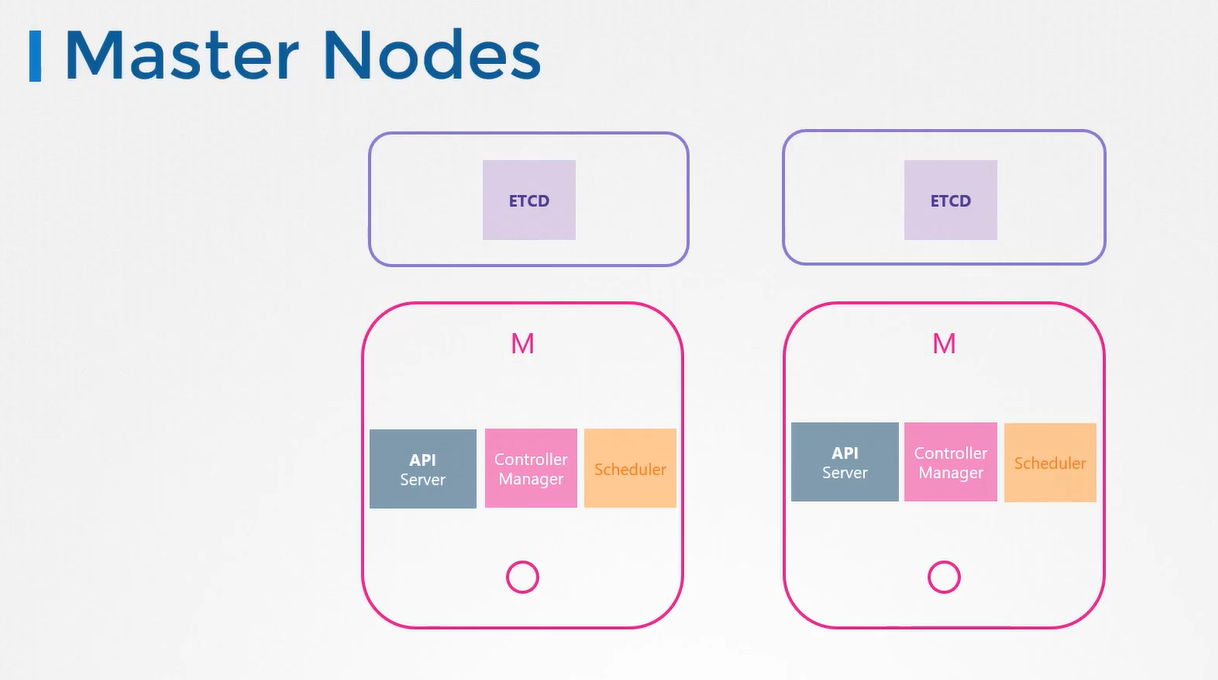 Master Nodes
ETCD
ETCD
M
M
API
Server
Controller
Manager
Scheduler
API
Server
Controller
Manager
Scheduler